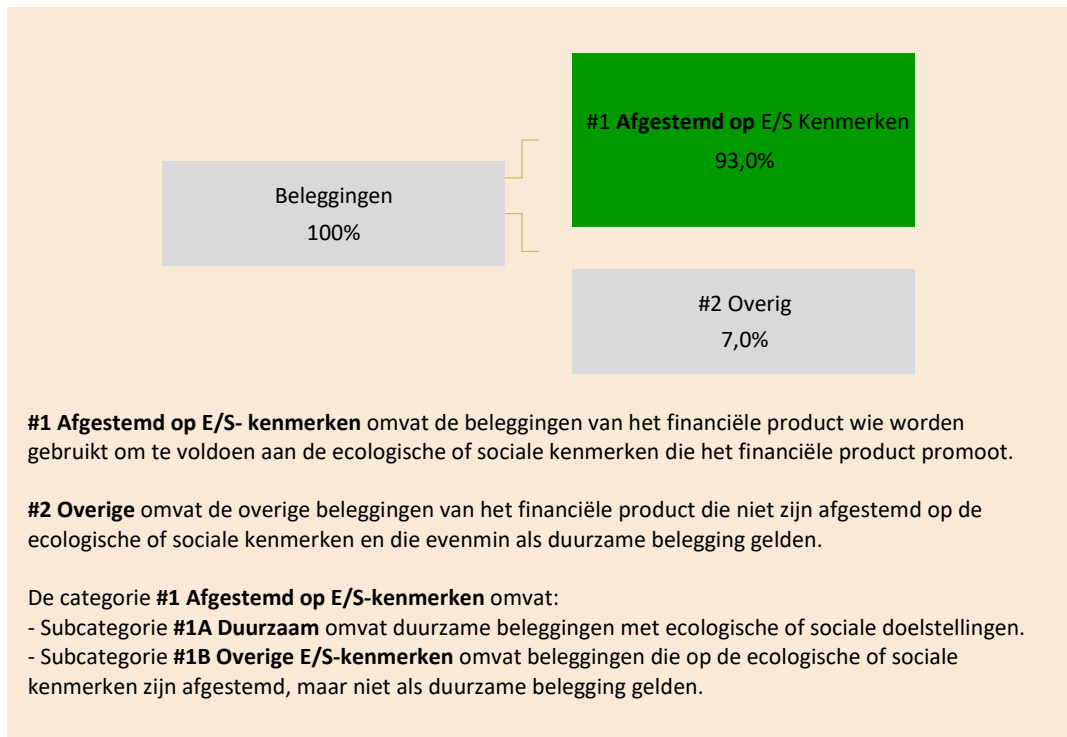 #1 Afgestemd op E/S Kenmerken
93,0%
Beleggingen
100%
#2 Overig
7,0%
#1 Afgestemd op E/S- kenmerken omvat de beleggingen van het financiële product wie worden
gebruikt om te voldoen aan de ecologische of sociale kenmerken die het financiële product promoot.
#2 Overige omvat de overige beleggingen van het financiële product die niet zijn afgestemd op de
ecologische of sociale kenmerken en die evenmin als duurzame belegging gelden.
De categorie #1 Afgestemd op E/S-kenmerken omvat:
- Subcategorie #1A Duurzaam omvat duurzame beleggingen met ecologische of sociale doelstellingen.
- Subcategorie #1B Overige E/S-kenmerken omvat beleggingen die op de ecologische of sociale
kenmerken zijn afgestemd, maar niet als duurzame belegging gelden.